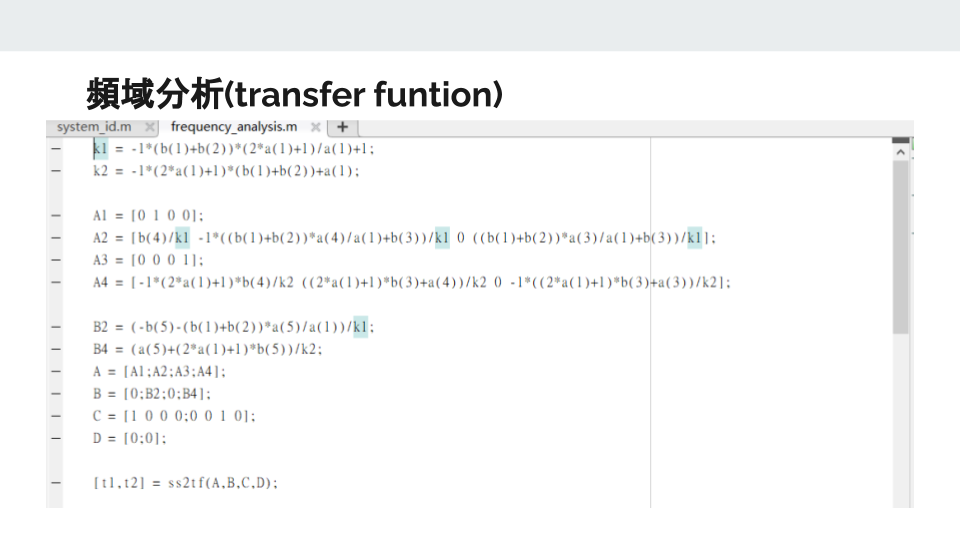 頻域分析(transfer funtion)
system_id.m × frequency_analysis.m × +
k1 = -1*(b(1)+b(2))*(2*a(1)+1)/a(1)+1;
k2 = -1*(2*a(1)+1)*(b(1)+b(2))+a(1);
A1 = [0 1 0 0];
A2 = [b(4)/k1 -1*((b(1)+b(2))*a(4)/a(1)+b(3))/k1 0 ((b(1)+b(2))*a(3)/a(1)+b(3))/k1];
A3 = [0 0 0 1];
A4 = [-1*(2*a(1)+1)*b(4)/k2 ((2*a(1)+1)*b(3)+a(4))/k2 0 -1*((2*a(1)+1)*b(3)+a(3))/k2];
B2 = (-b(5)-(b(1)+b(2))*a(5)/a(1))/k1;
B4 = (a(5)+(2*a(1)+1)*b(5))/k2;
A = [A1;A2;A3;A4];
B = [0;B2;0;B4];
C = [1 0 0 0;0 0 1 0];
D = [0;0];
[t1,t2] = ss2tf(A,B,C,D);